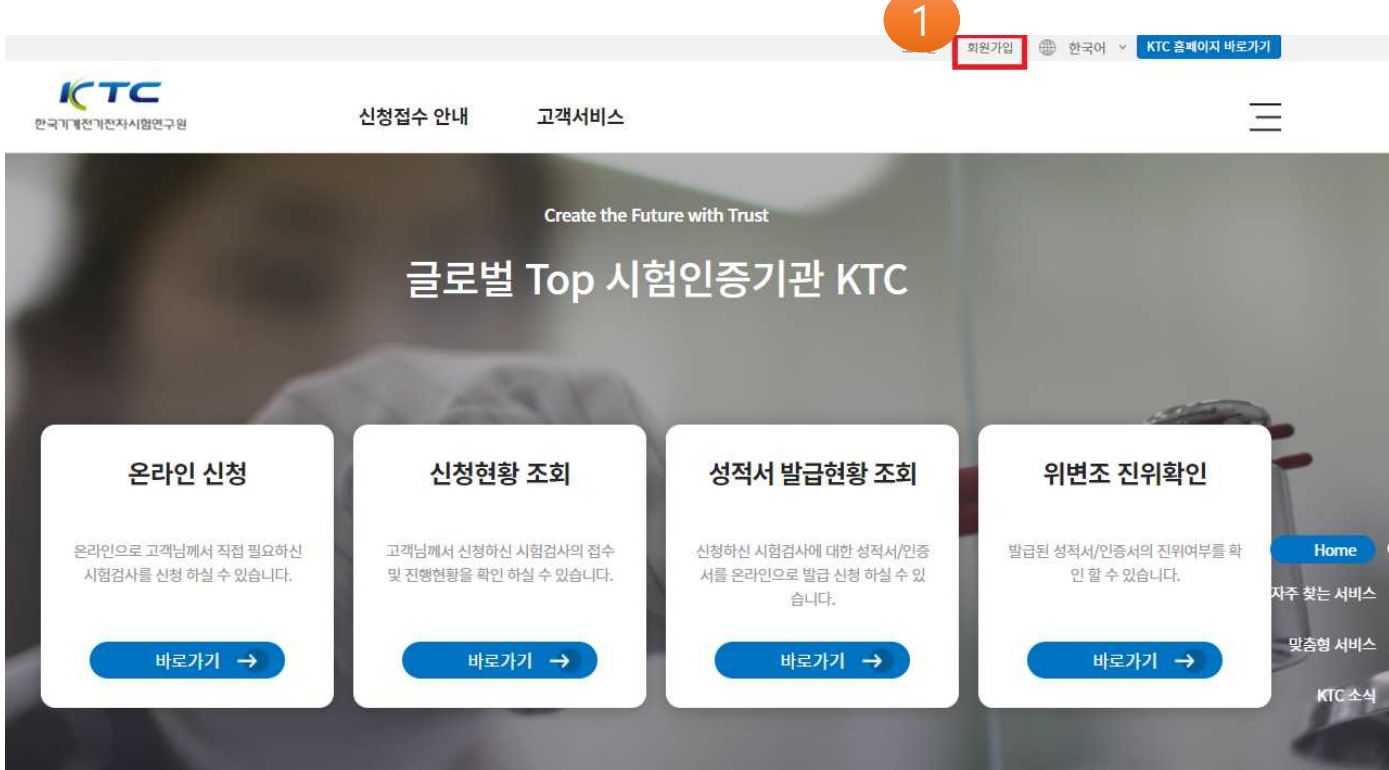 1
회원가입
한국어
KTC 홈페이지 바로가기
KTC
한국기계전기전자시험연구원
신청접수 안내
고객서비스
Create the Future with Trust
글로벌 Top 시험인증기관 KTC
온라인 신청
온라인으로 고객님께서 직접 필요하신
시험검사를 신청 하실 수 있습니다.
바로가기
신청현황 조회
고객님께서 신청하신 시험검사의 접수
및 진행현황을 확인 하실 수 있습니다.
바로가기
성적서 발급현황 조회
신청하신 시험검사에 대한 성적서/인증
서를 온라인으로 발급 신청 하실 수 있
습니다.
바로가기
위변조 진위확인
발급된 성적서/인증서의 진위여부를 확
인 할 수 있습니다.
바로가기
Home
자주 찾는 서비스
맞춤형 서비스
KTC 소식